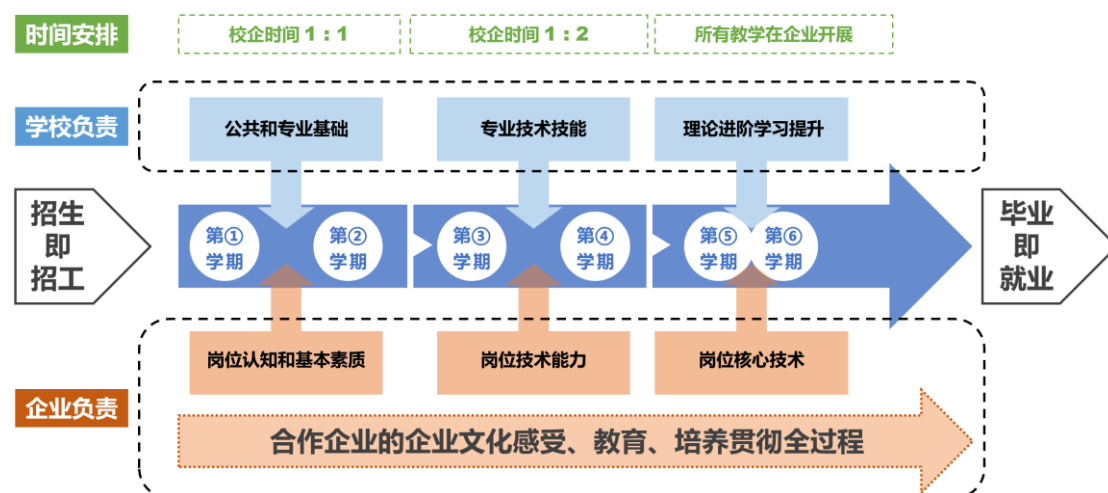 时间安排
校企时间 1：1
校企时间 1：2
所有教学在企业开展
学校负责
公共和专业基础
专业技术技能
理论进阶学习提升
招生
即
招工
第①
学期
第②
学期
第③
学期
第④
学期
第⑤
学期
第⑥
学期
毕业
即
就业
岗位认知和基本素质
岗位技术能力
岗位核心技术
企业负责
合作企业的企业文化感受、教育、培养贯彻全过程